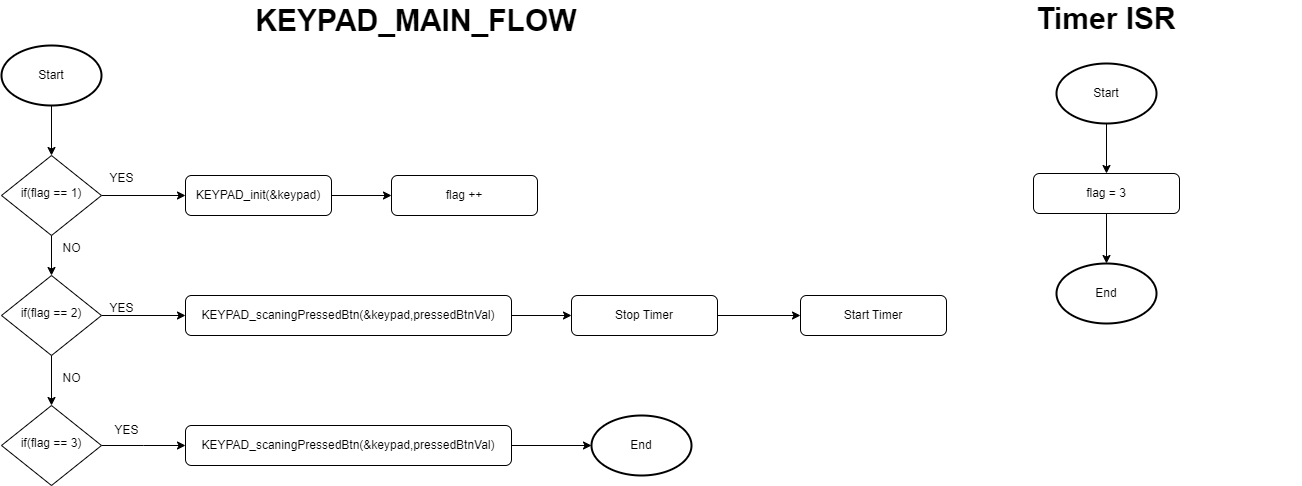 KEYPAD_MAIN_FLOW
Timer ISR
Start
Start
if(flag == 1)
YES
KEYPAD_init(&keypad)
flag ++
flag = 3
NO
if(flag == 2)
YES
KEYPAD_scaningPressedBtn(&keypad,pressedBtnVal)
Stop Timer
Start Timer
End
NO
if(flag == 3)
YES
KEYPAD_scaningPressedBtn(&keypad,pressedBtnVal)
End